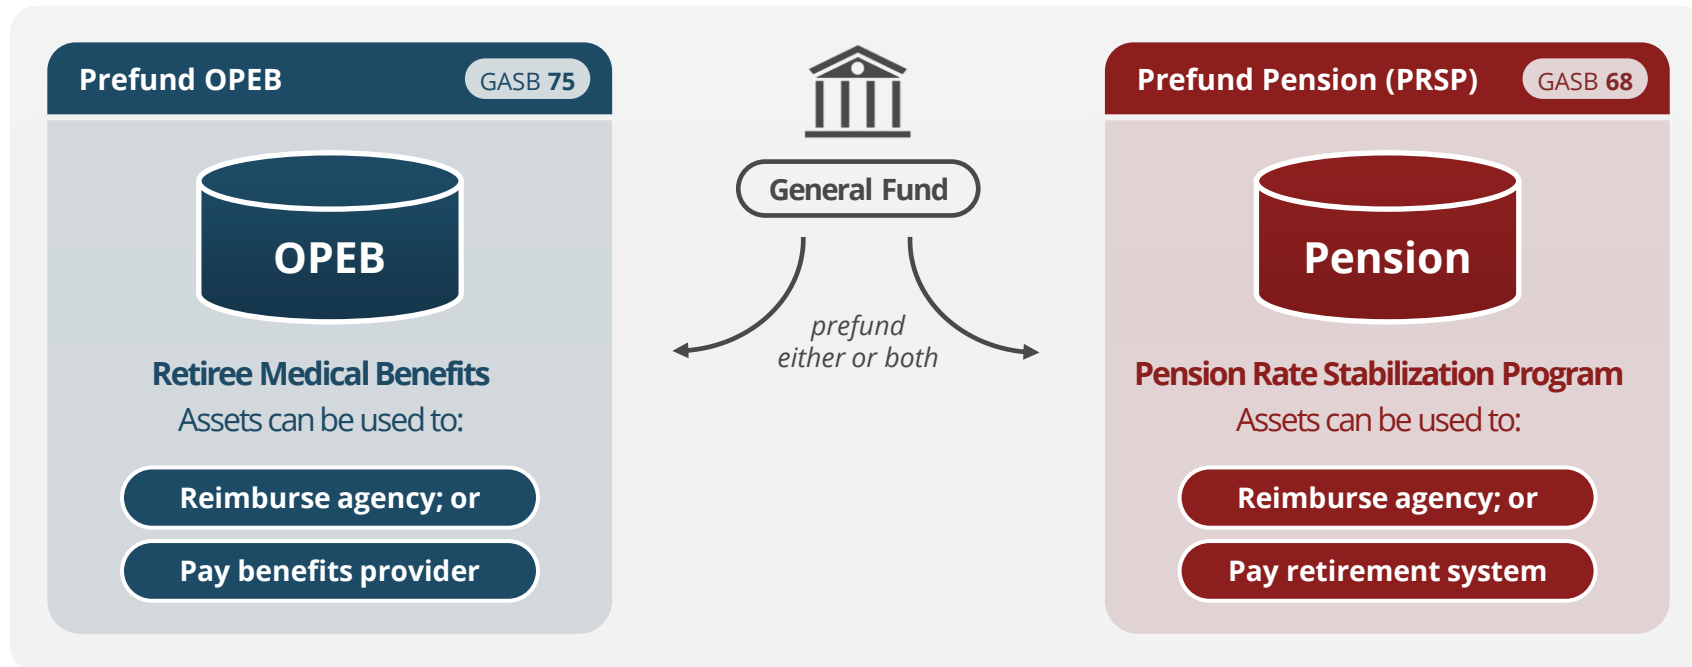 Prefund OPEB
GASB 75
OPEB
Retiree Medical Benefits
Assets can be used to:
Reimburse agency; or
Pay benefits provider
General Fund
prefund
either or both
Prefund Pension (PRSP)
GASB 68
Pension
Pension Rate Stabilization Program
Assets can be used to:
Reimburse agency; or
Pay retirement system